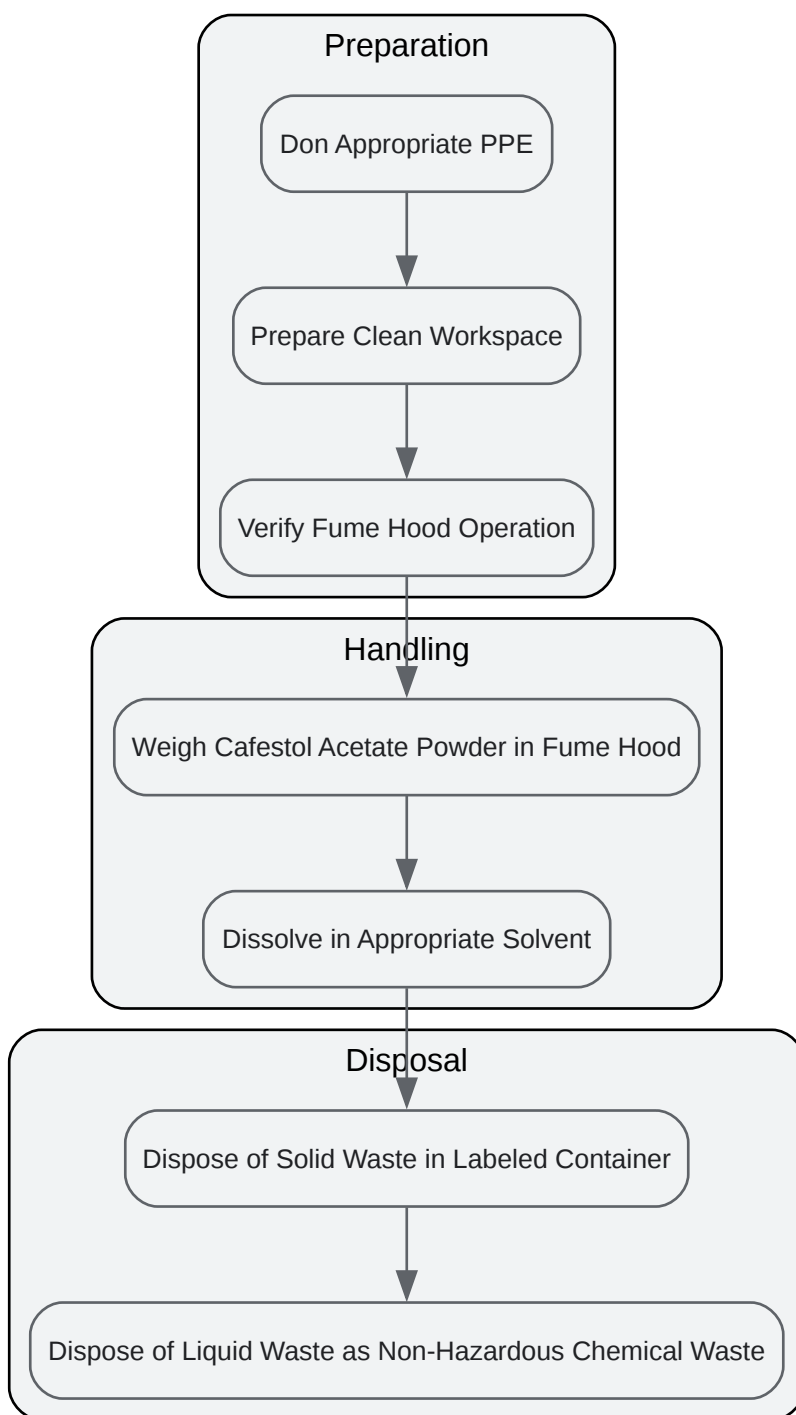 Preparation
Don Appropriate PPE
Prepare Clean Workspace
Verify Fume Hood Operation
Handling
Weigh Cafestol Acetate Powder in Fume Hood
Dissolve in Appropriate Solvent
Disposal
Dispose of Solid Waste in Labeled Container
Dispose of Liquid Waste as Non-Hazardous Chemical Waste